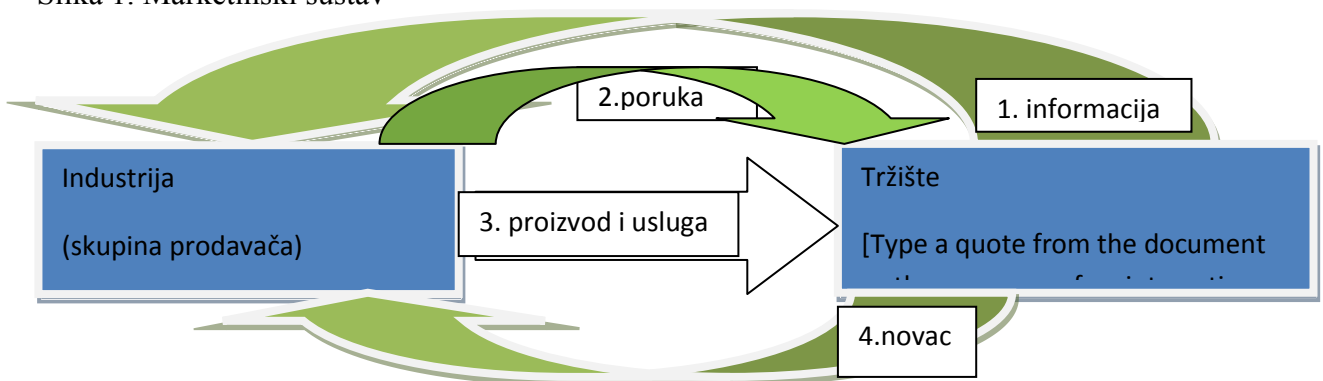 Slika 1. Marketinški sustav
2.poruka
1. informacija
Industrija
(skupina prodavača)
3. proizvod i usluga
Tržište
[Type a quote from the document
4.novac